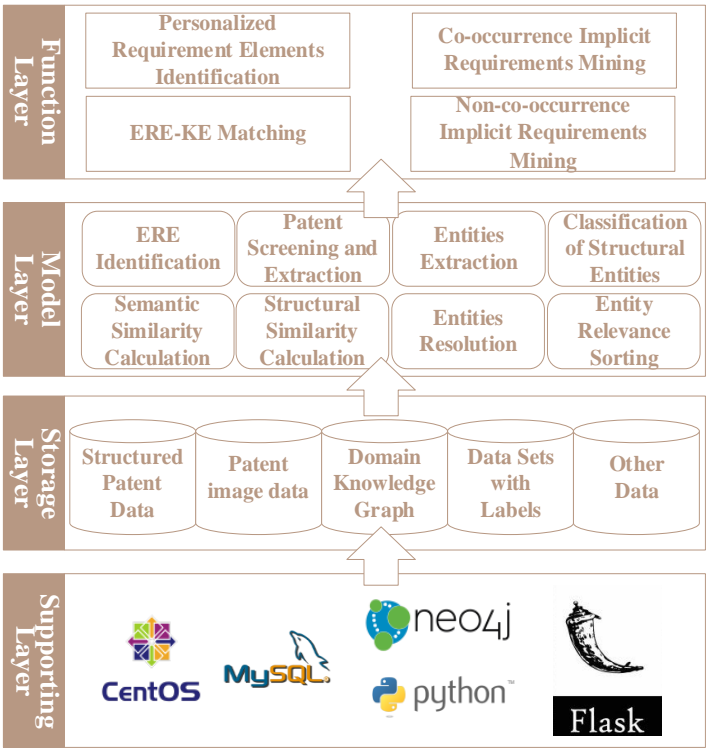 Function
Layer
Personalized
Requirement Elements
Identification
Co-occurrence Implicit
Requirements Mining
ERE-KE Matching
Non-co-occurrence
Implicit Requirements
Mining
Model
Layer
ERE
Identification
Patent
Screening and
Extraction
Entities
Extraction
Classification
of Structural
Entities
Semantic
Similarity
Calculation
Structural
Similarity
Calculation
Entities
Resolution
Entity
Relevance
Sorting
Storage
Layer
Structured
Patent
Data
Patent
image data
Domain
Knowledge
Graph
Data Sets
with
Labels
Other
Data
Supporting
Layer
CentOS
MySQL
neo4j
python™
Flask